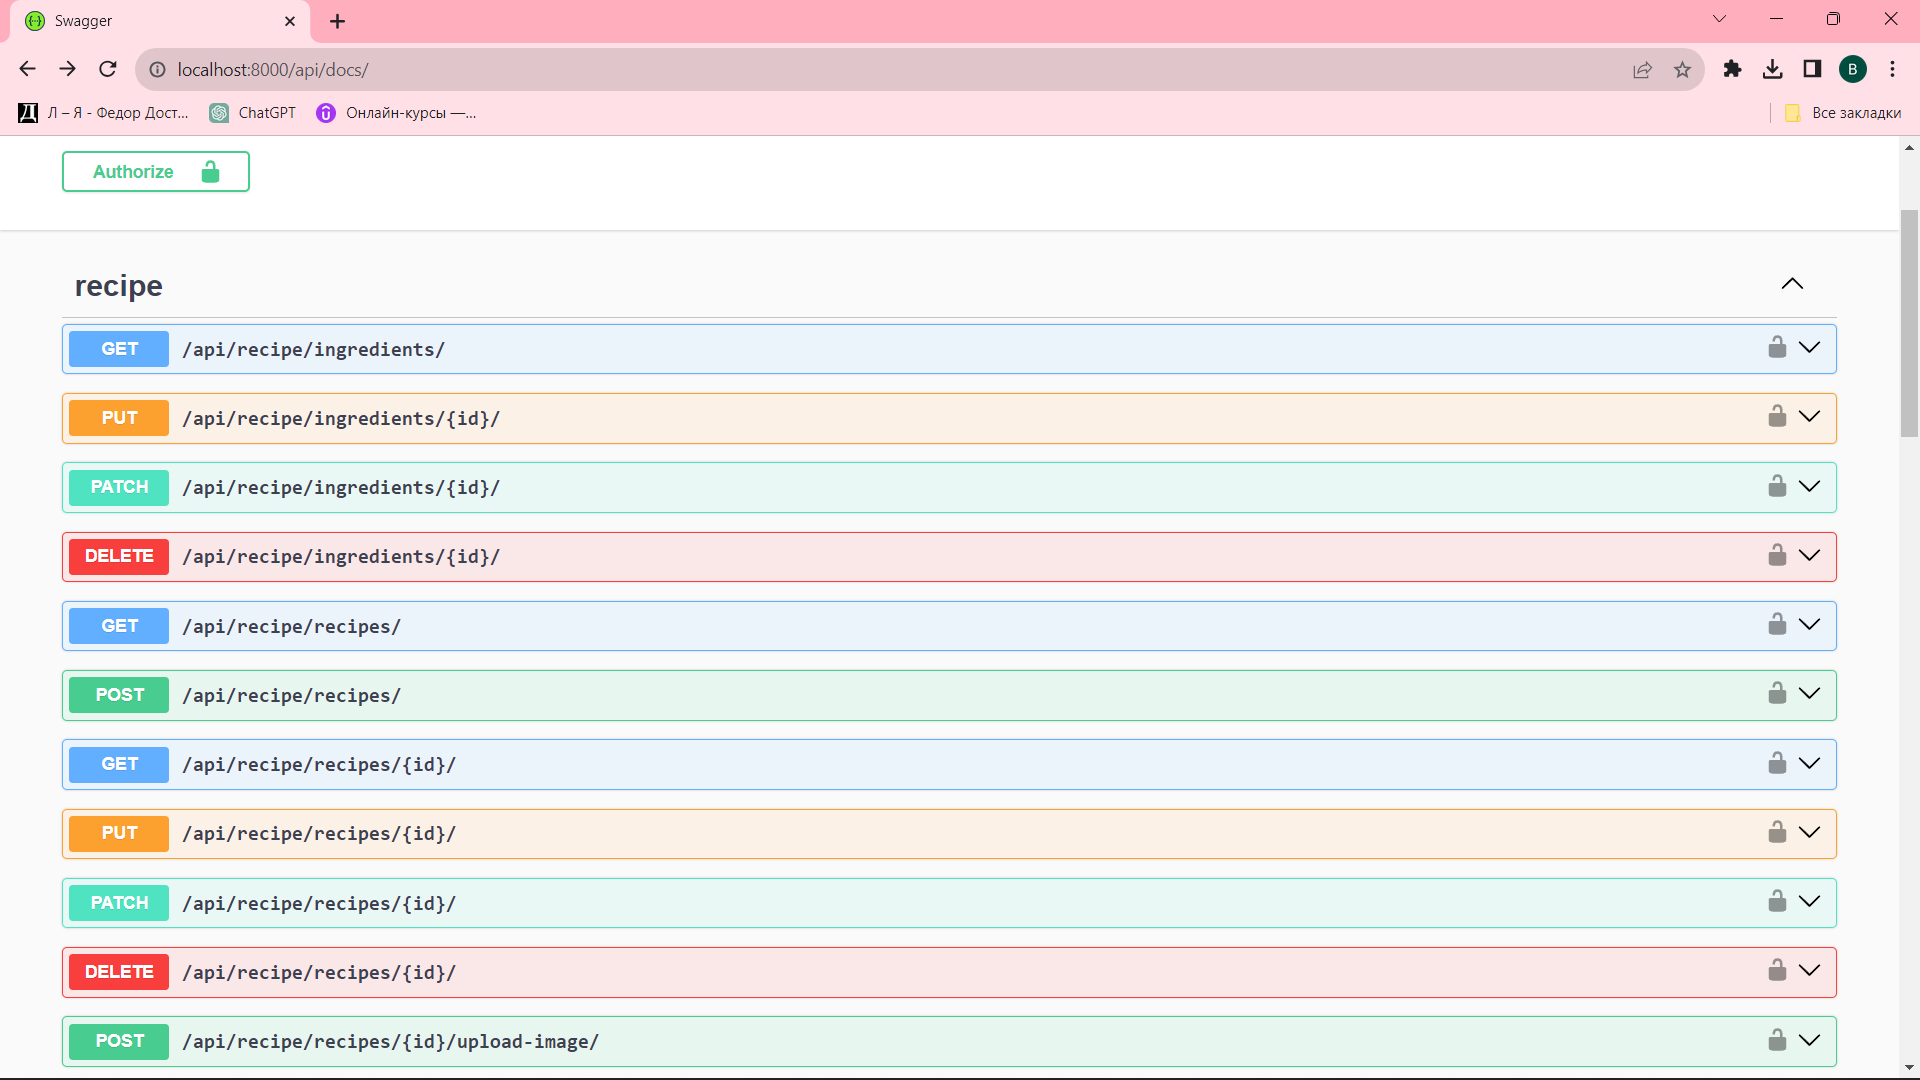 Swagger
localhost:8000/api/docs/
B
Л – Я - Федор Дост...
ChatGPT
Онлайн-курсы —...
Все закладки
Authorize
recipe
GET /api/recipe/ingredients/
PUT /api/recipe/ingredients/{id}/
PATCH /api/recipe/ingredients/{id}/
DELETE /api/recipe/ingredients/{id}/
GET /api/recipe/recipes/
POST /api/recipe/recipes/
GET /api/recipe/recipes/{id}/
PUT /api/recipe/recipes/{id}/
PATCH /api/recipe/recipes/{id}/
DELETE /api/recipe/recipes/{id}/
POST /api/recipe/recipes/{id}/upload-image/